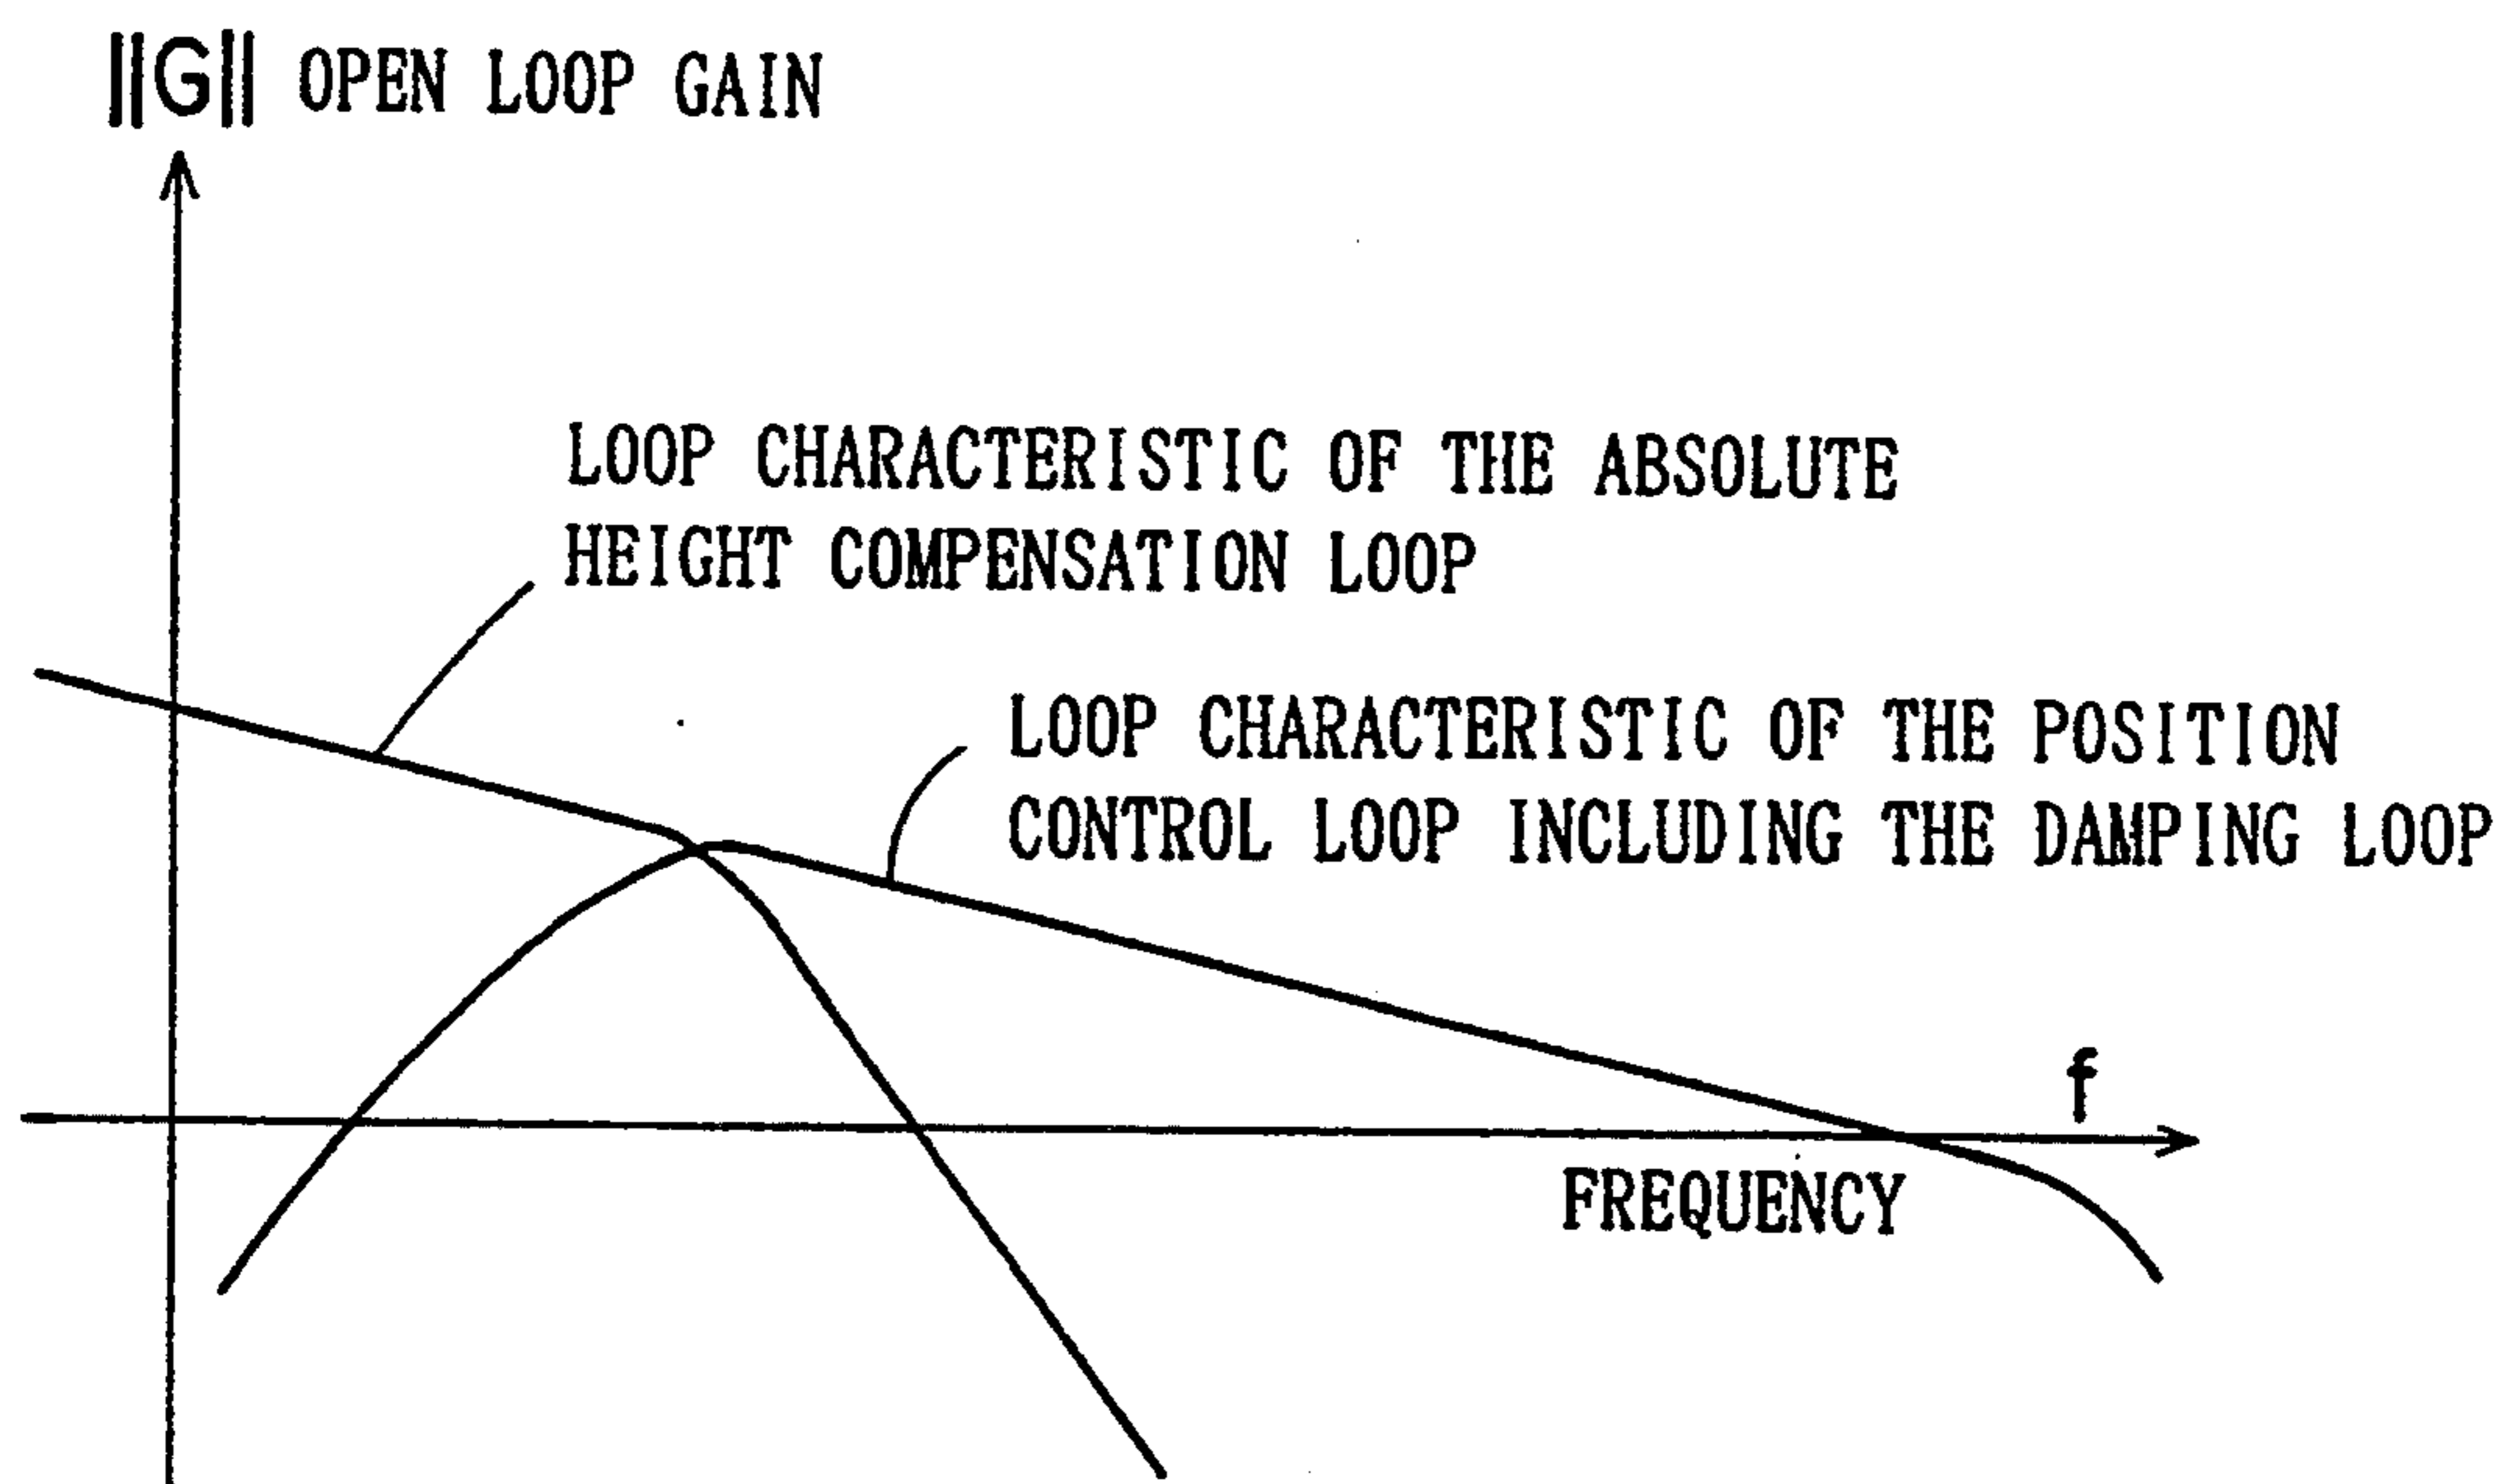 ||G|| OPEN LOOP GAIN
LOOP CHARACTERISTIC OF THE ABSOLUTE
HEIGHT COMPENSATION LOOP
LOOP CHARACTERISTIC OF THE POSITION
CONTROL LOOP INCLUDING THE DAMPING LOOP
f
FREQUENCY